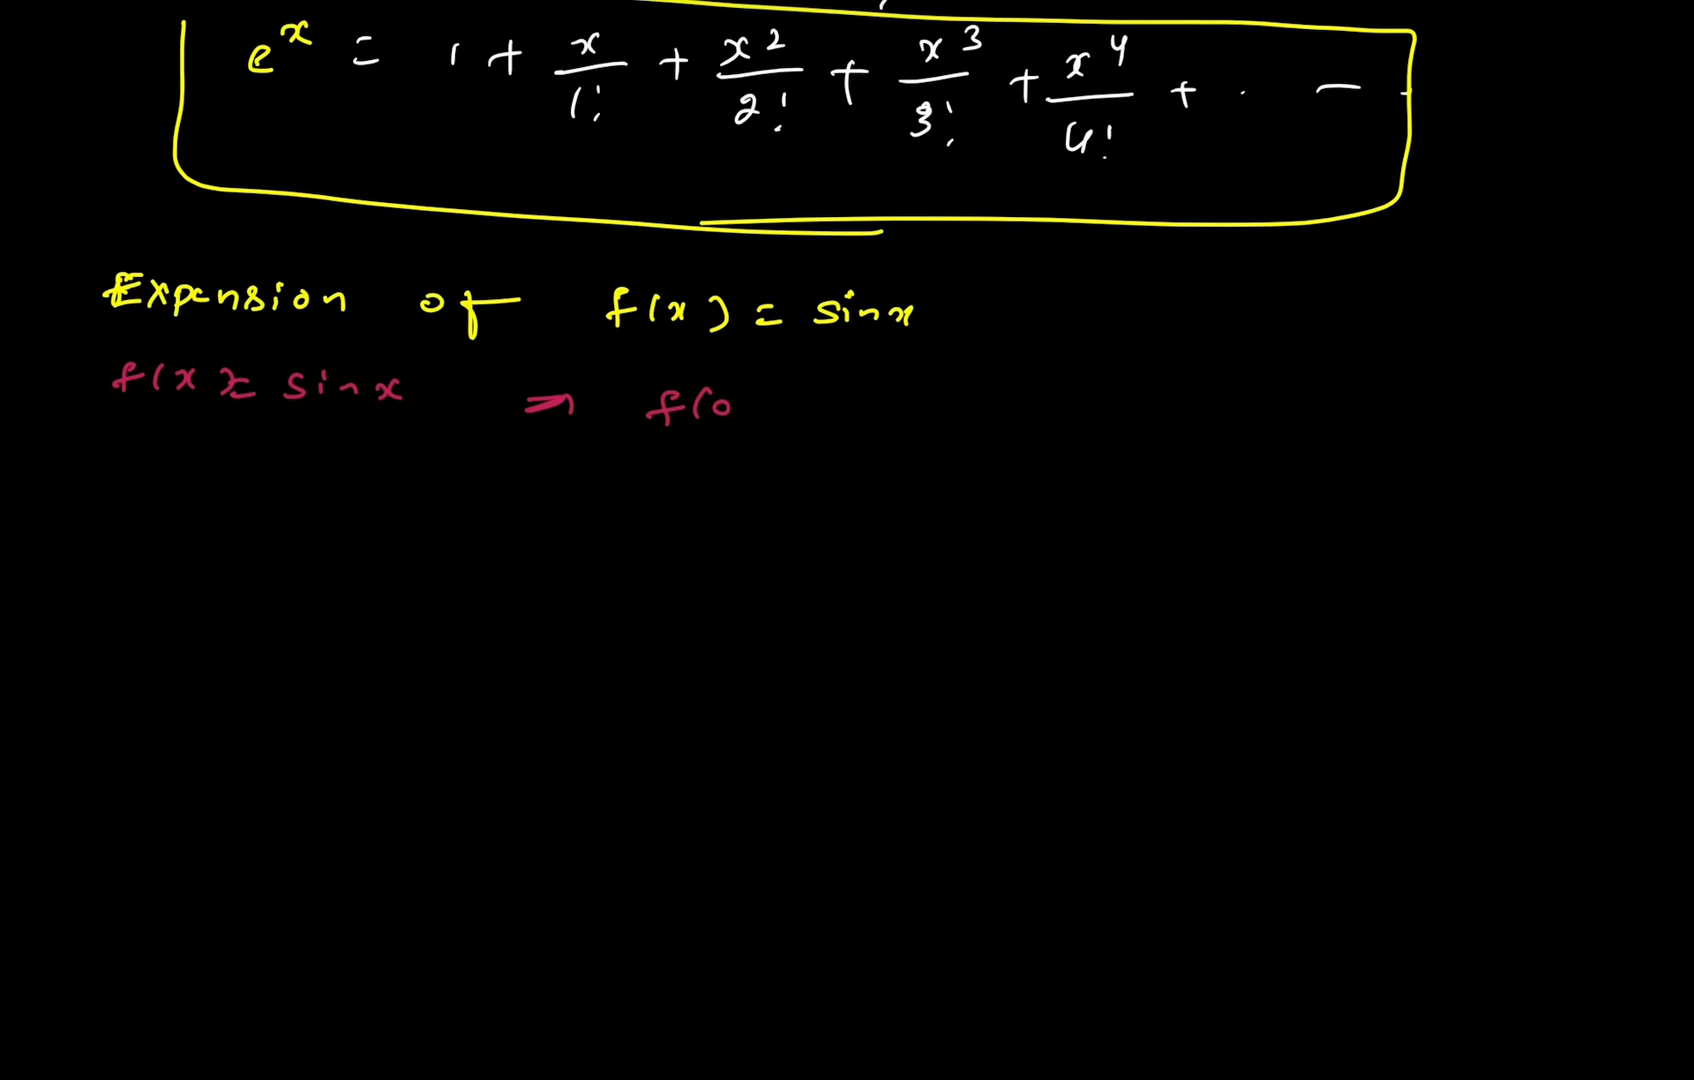 e^x = 1 + x/1! + x^2/2! + x^3/3! + x^4/4! + . —
Expansion of f(x) = sinx
f(x) = sinx ⇒ f(0